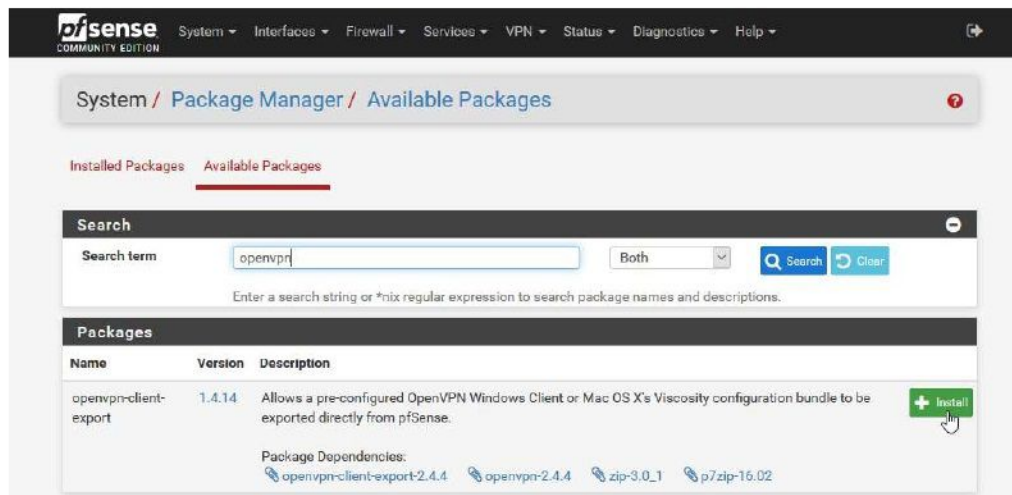 pfsense
COMMUNITY EDITION
System Interfaces Firewall Services VPN Status Diagnostics Help
System / Package Manager / Available Packages
Installed Packages Available Packages
Search
Search term openvpn Both Search Clear
Enter a search string or *nix regular expression to search package names and descriptions.
Packages
Name Version Description
openvpn-client- 1.4.14 Allows a pre-configured OpenVPN Windows Client or Mac OS X's Viscosity configuration bundle to be Install
export exported directly from pfSense.
Package Dependencies:
openvpn-client-export-2.4.4 openvpn-2.4.4 zip-3.0_1 p7zip-16.02